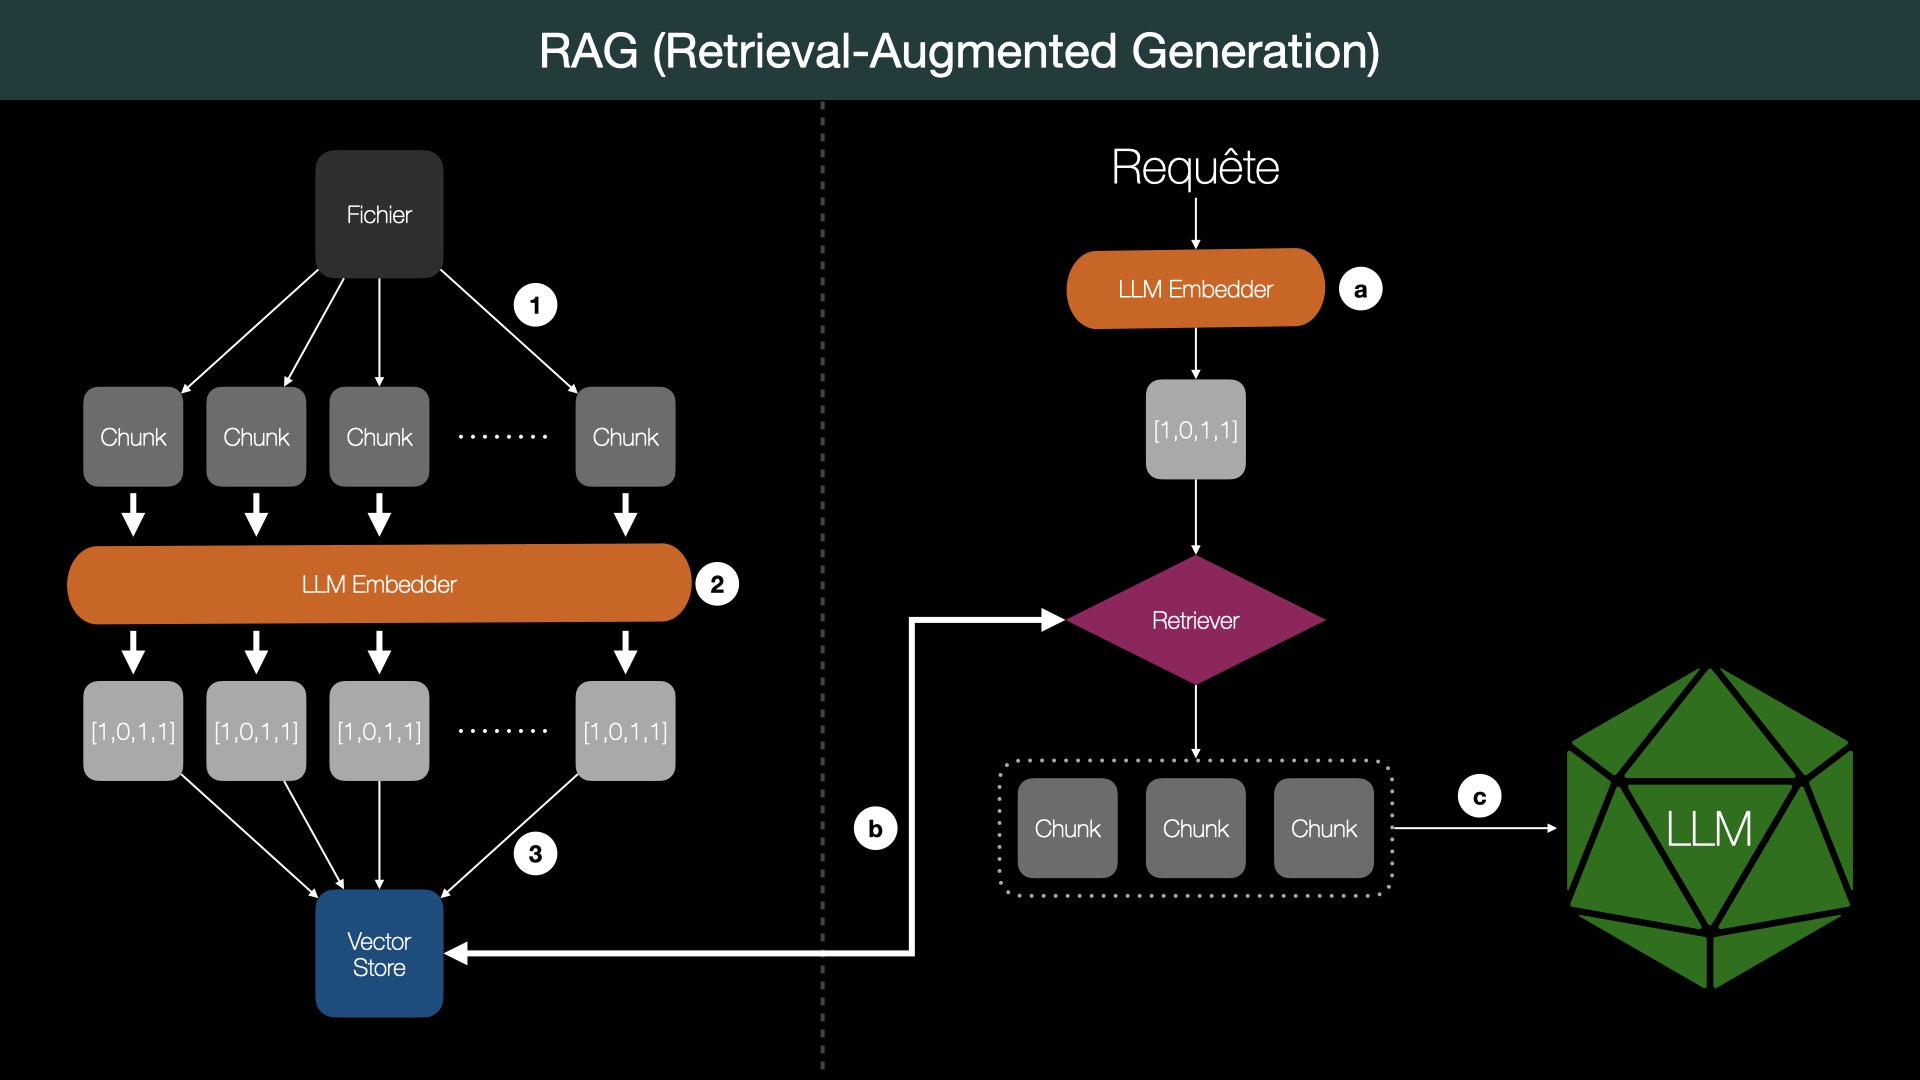 RAG (Retrieval-Augmented Generation)
Fichier
1
Chunk
Chunk
Chunk
........
Chunk
LLM Embedder
2
[1,0,1,1]
[1,0,1,1]
[1,0,1,1]
........
[1,0,1,1]
3
Vector
Store
Requête
LLM Embedder
a
[1,0,1,1]
Retriever
b
Chunk
Chunk
Chunk
c
LLM